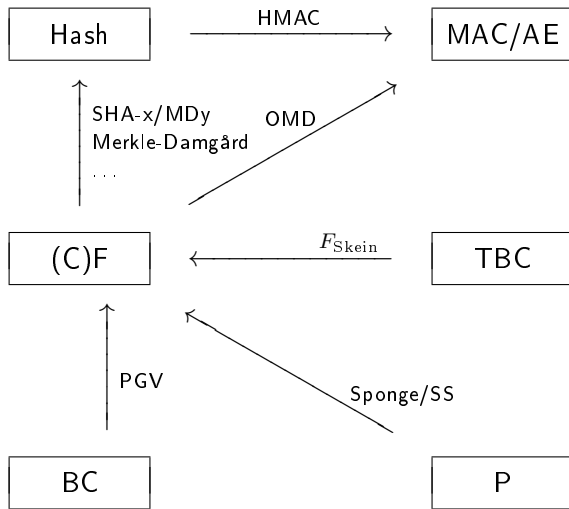 Hash
HMAC
MAC/AE
SHA-x/MDy
Merkle-Damgård
. . .
OMD
(C)F
F_Skein
TBC
PGV
Sponge/SS
BC
P